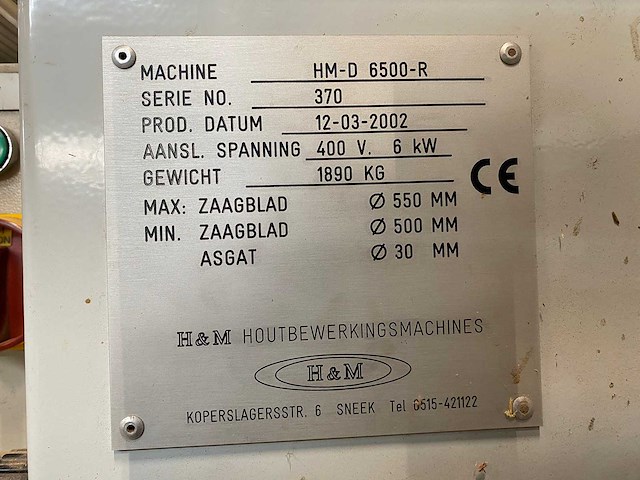 MACHINE HM-D 6500-R
SERIE NO. 370
PROD. DATUM 12-03-2002
AANSL. SPANNING 400 V. 6 kW
GEWICHT 1890 KG
CE
MAX: ZAAGBLAD Ø 550 MM
MIN. ZAAGBLAD Ø 500 MM
ASGAT Ø 30 MM
H&M HOUTBEWERKINGSMACHINES
H&M
KOPERSLAGERSSTR. 6 SNEEK Tel 0515-421122